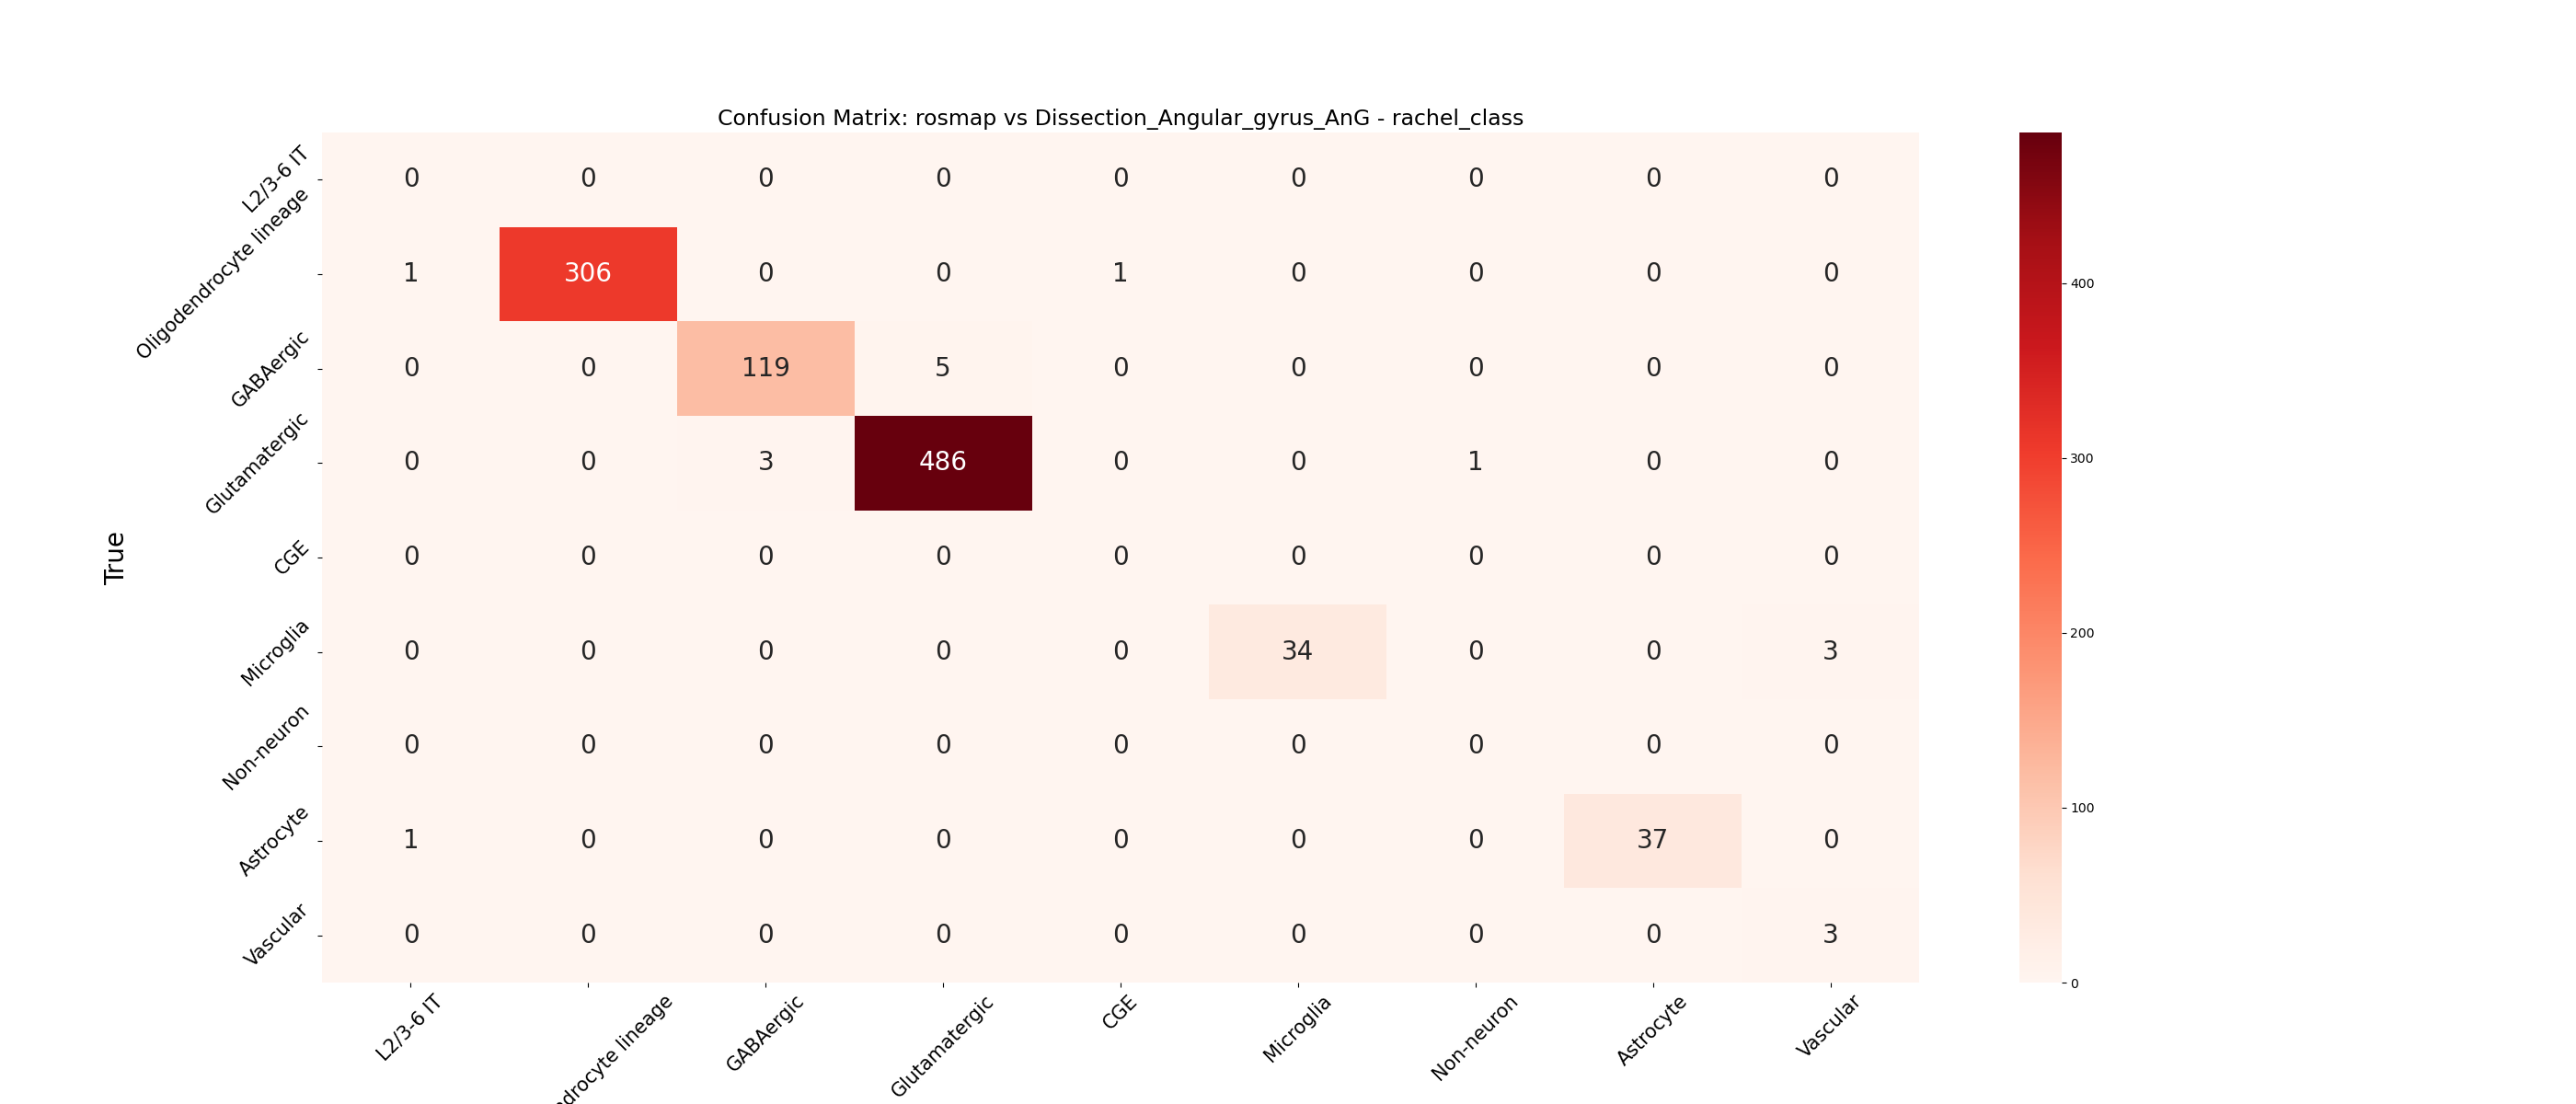 Confusion Matrix: rosmap vs Dissection_Angular_gyrus_AnG - rachel_class
True
L2/3-6 IT 0 0 0 0 0 0 0 0 0
Oligodendrocyte lineage 1 306 0 0 1 0 0 0 0
GABAergic 0 0 119 5 0 0 0 0 0
Glutamatergic 0 0 3 486 0 0 1 0 0
CGE 0 0 0 0 0 0 0 0 0
Microglia 0 0 0 0 0 34 0 0 3
Non-neuron 0 0 0 0 0 0 0 0 0
Astrocyte 1 0 0 0 0 0 0 37 0
Vascular 0 0 0 0 0 0 0 0 3
L2/3-6 IT
ndrocyte lineage
GABAergic
Glutamatergic
CGE
Microglia
Non-neuron
Astrocyte
Vascular
400
300
200
100
0